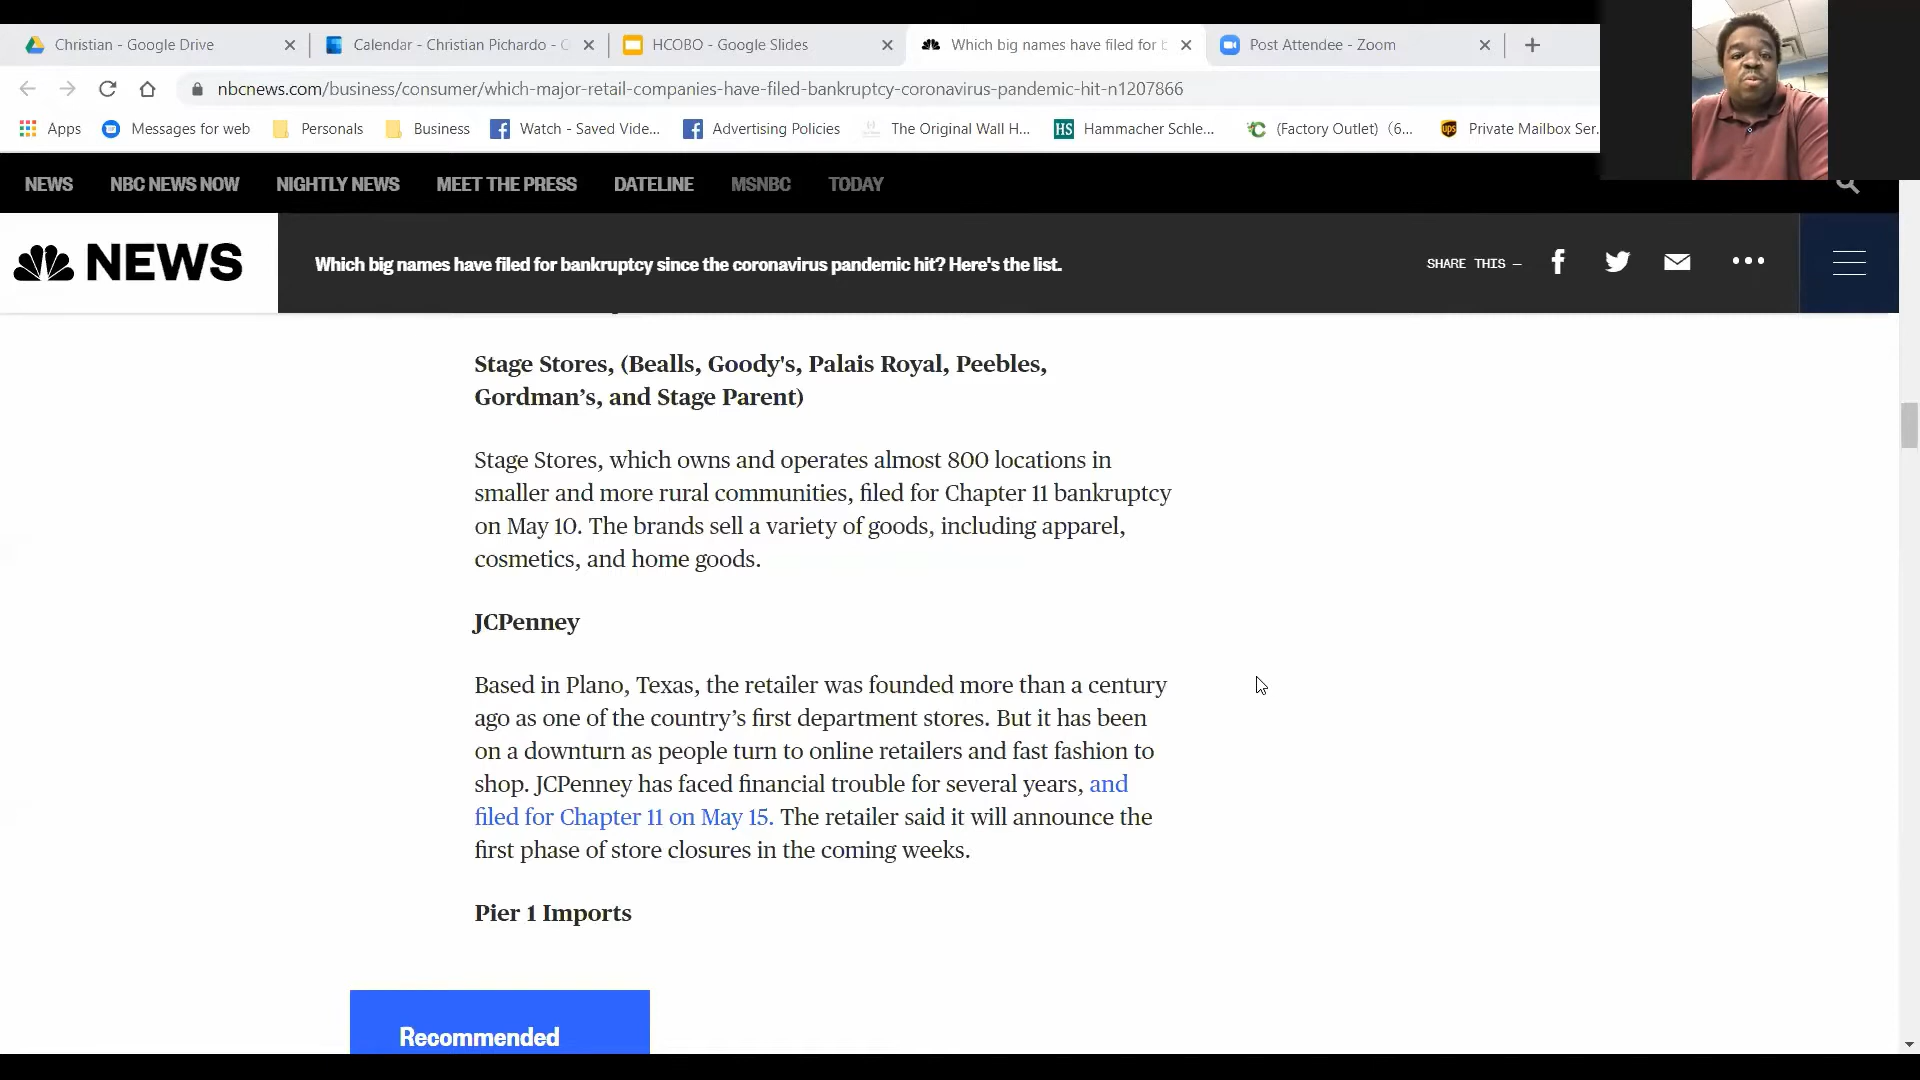 Christian - Google Drive
Calendar - Christian Pichardo -
HCOBO - Google Slides
Which big names have filed for
Post Attendee - Zoom
nbcnews.com/business/consumer/which-major-retail-companies-have-filed-bankruptcy-coronavirus-pandemic-hit-n1207866
Apps
Messages for web
Personals
Business
Watch - Saved Vide...
Advertising Policies
The Original Wall H...
HS
Hammacher Schle...
(Factory Outlet)（6...
ups
Private Mailbox Ser..
NEWS
NBC NEWS NOW
NIGHTLY NEWS
MEET THE PRESS
DATELINE
MSNBC
TODAY
NEWS
Which big names have filed for bankruptcy since the coronavirus pandemic hit? Here's the list.
SHARE THIS —
Stage Stores, (Bealls, Goody's, Palais Royal, Peebles,
Gordman’s, and Stage Parent)
Stage Stores, which owns and operates almost 800 locations in
smaller and more rural communities, filed for Chapter 11 bankruptcy
on May 10. The brands sell a variety of goods, including apparel,
cosmetics, and home goods.
JCPenney
Based in Plano, Texas, the retailer was founded more than a century
ago as one of the country’s first department stores. But it has been
on a downturn as people turn to online retailers and fast fashion to
shop. JCPenney has faced financial trouble for several years, and
filed for Chapter 11 on May 15. The retailer said it will announce the
first phase of store closures in the coming weeks.
Pier 1 Imports
Recommended